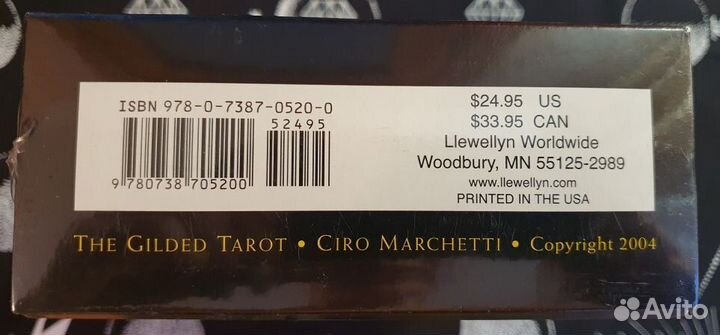 ISBN 978-0-7387-0520-0
52495
9 780738 705200
$24.95 US
$33.95 CAN
Llewellyn Worldwide
Woodbury, MN 55125-2989
www.llewellyn.com
PRINTED IN THE USA
THE GILDED TAROT • CIRO MARCHETTI • Copyright 2004
Avito